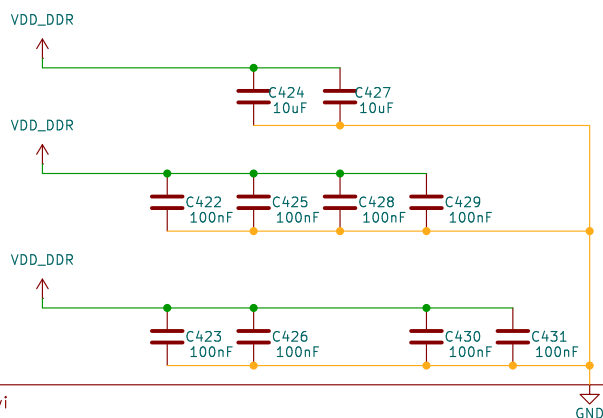 VDD_DDR
C424 C427
10uF 10uF
VDD_DDR
C422 C425 C428 C429
100nF 100nF 100nF 100nF
VDD_DDR
C423 C426 C430 C431
100nF 100nF 100nF 100nF
GND